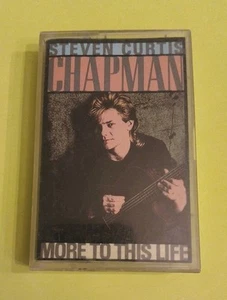 STEVEN CURTIS
CHAPMAN
MORE TO THIS LIFE